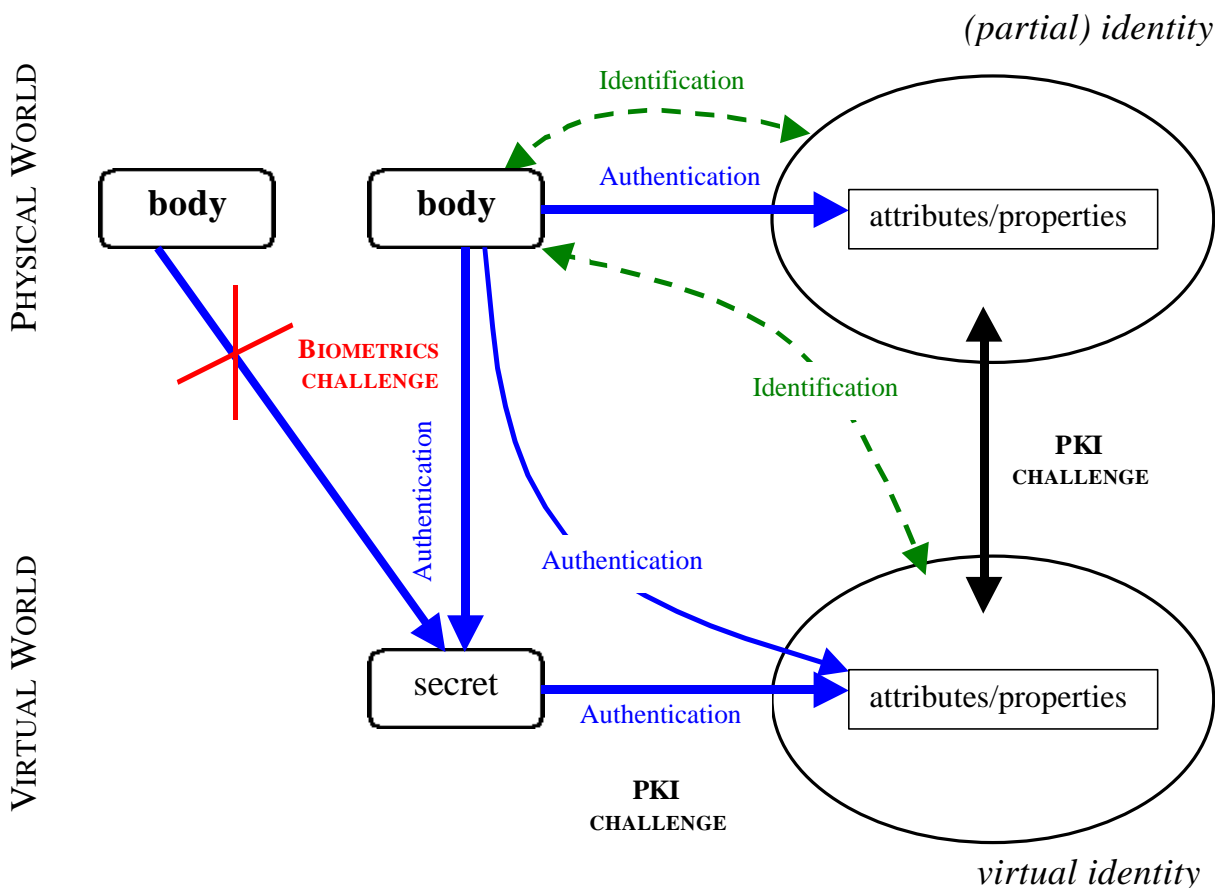 (partial) identity
PHYSICAL WORLD
Identification
body
body
Authentication
attributes/properties
BIOMETRICS
CHALLENGE
Identification
Authentication
PKI
CHALLENGE
Authentication
VIRTUAL WORLD
secret
attributes/properties
Authentication
PKI
CHALLENGE
virtual identity